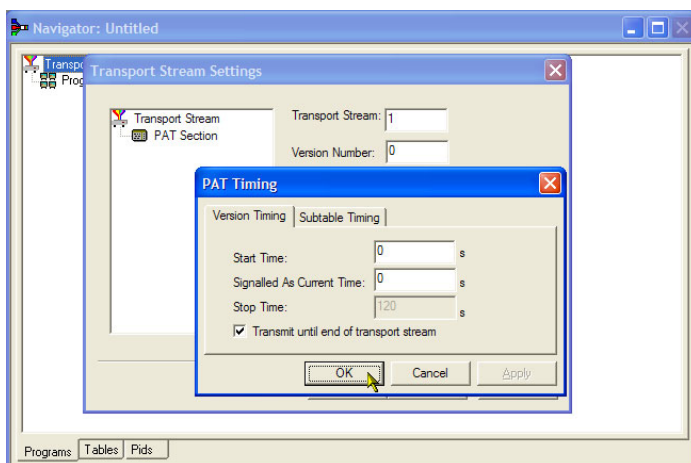 Navigator: Untitled
Transpo
Prog
Transport Stream Settings
Transport Stream
PAT Section
Transport Stream: 1
Version Number: 0
PAT Timing
Version Timing Subtable Timing
Start Time: 0 s
Signalled As Current Time: 0 s
Stop Time: 120 s
Transmit until end of transport stream
OK Cancel Apply
Programs Tables Pids